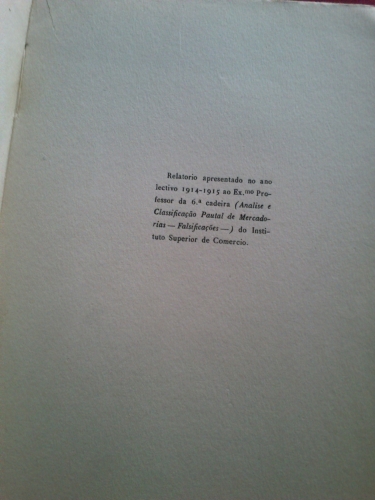 Relatorio apresentado no ano
lectivo 1914-1915 ao Ex.mo Pro-
fessor da 6.ª cadeira (Analise e
Classificação Pautal de Mercado-
rias — Falsificações —) do Insti-
tuto Superior de Comercio.